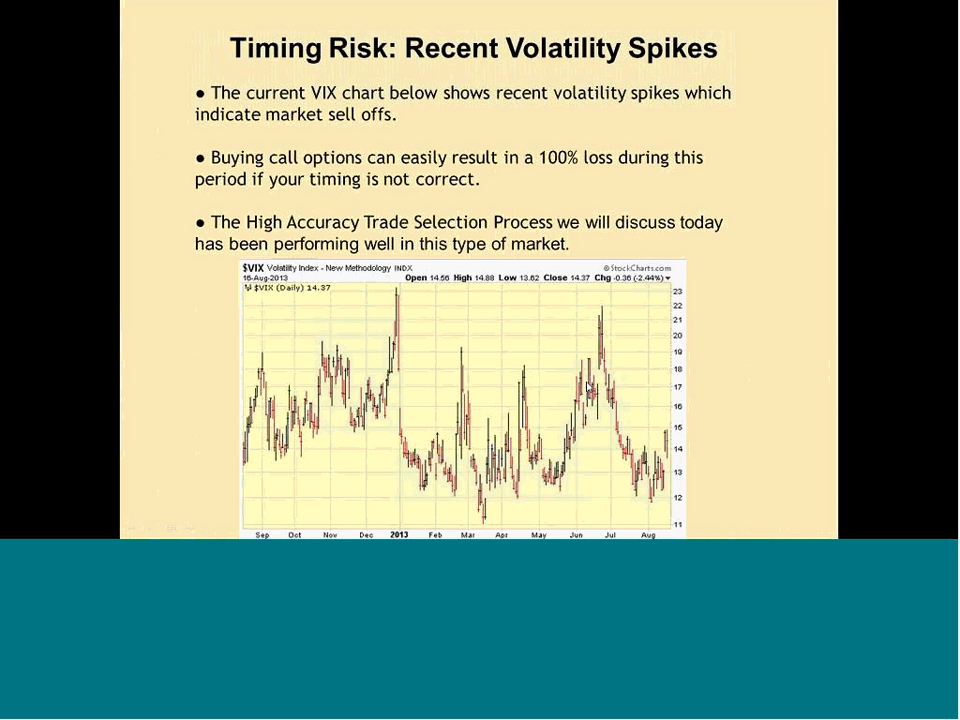 Timing Risk: Recent Volatility Spikes
● The current VIX chart below shows recent volatility spikes which
indicate market sell offs.
● Buying call options can easily result in a 100% loss during this
period if your timing is not correct.
● The High Accuracy Trade Selection Process we will discuss today
has been performing well in this type of market.
$VIX Volatility Index - New Methodology INDX © StockCharts.com
16-Aug-2013 Open 14.56 High 14.88 Low 13.62 Close 14.37 Chg -0.36 (-2.44%)
$VIX (Daily) 14.37
23
22
21
20
19
18
17
16
15
14
13
12
11
Sep Oct Nov Dec 2013 Feb Mar Apr May Jun Jul Aug